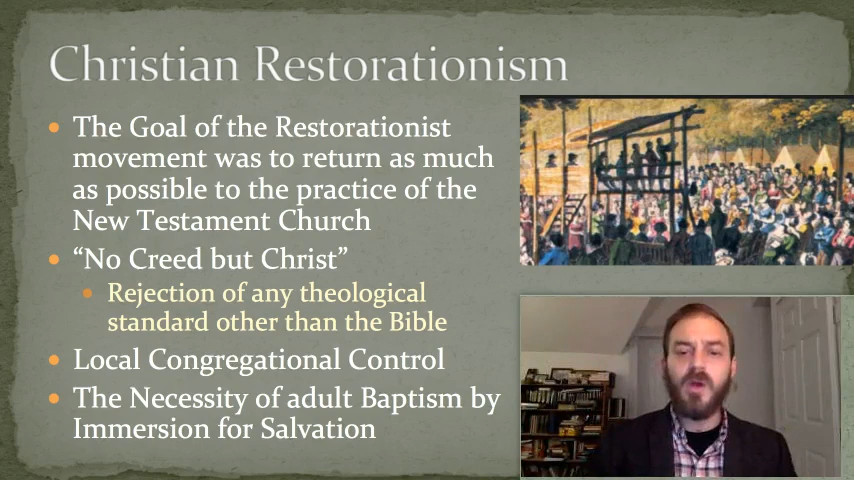 Christian Restorationism
The Goal of the Restorationist
movement was to return as much
as possible to the practice of the
New Testament Church
“No Creed but Christ”
Rejection of any theological
standard other than the Bible
Local Congregational Control
The Necessity of adult Baptism by
Immersion for Salvation